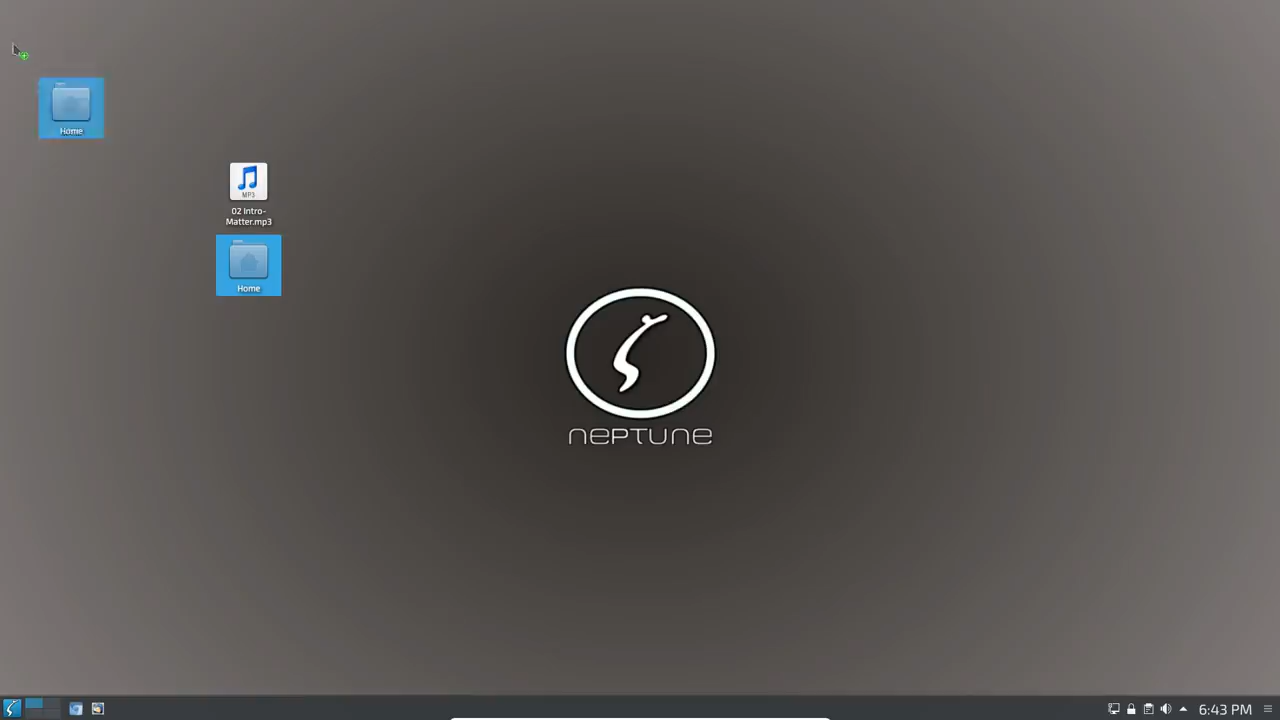 Home
MP3
02 Intro-
Matter.mp3
Home
NEPTUNE
6:43 PM